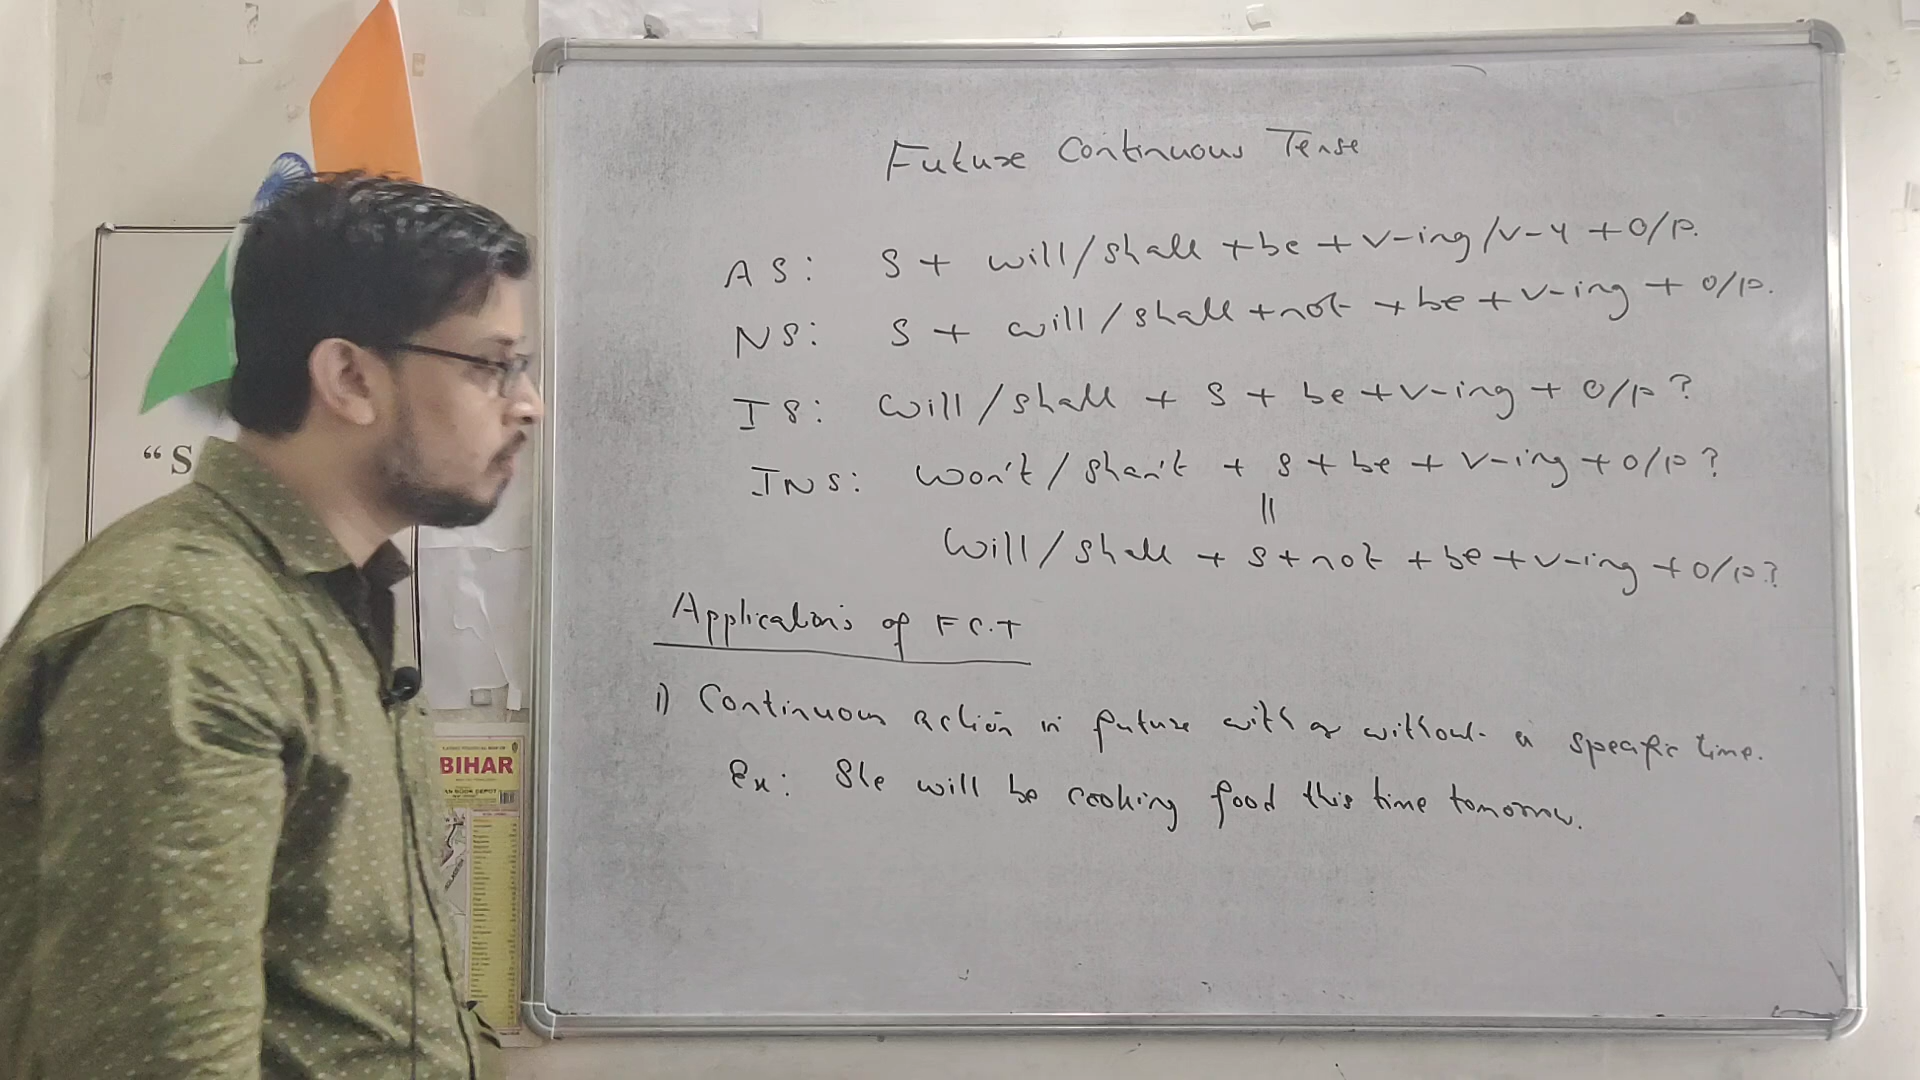 Future Continuous Tense
AS: S + will/shall + be + v-ing/v-4 + O/P.
NS: S + will/shall + not + be + v-ing + O/P.
IS: Will/shall + S + be + v-ing + O/P?
INS: Won't/shan't + S + be + v-ing + O/P?
||
Will/shall + S + not + be + v-ing + O/P?
Applications of F C.T
1) Continuous action in future with or without a specific time.
Ex: She will be cooking food this time tomorrow.
“S
BIHAR